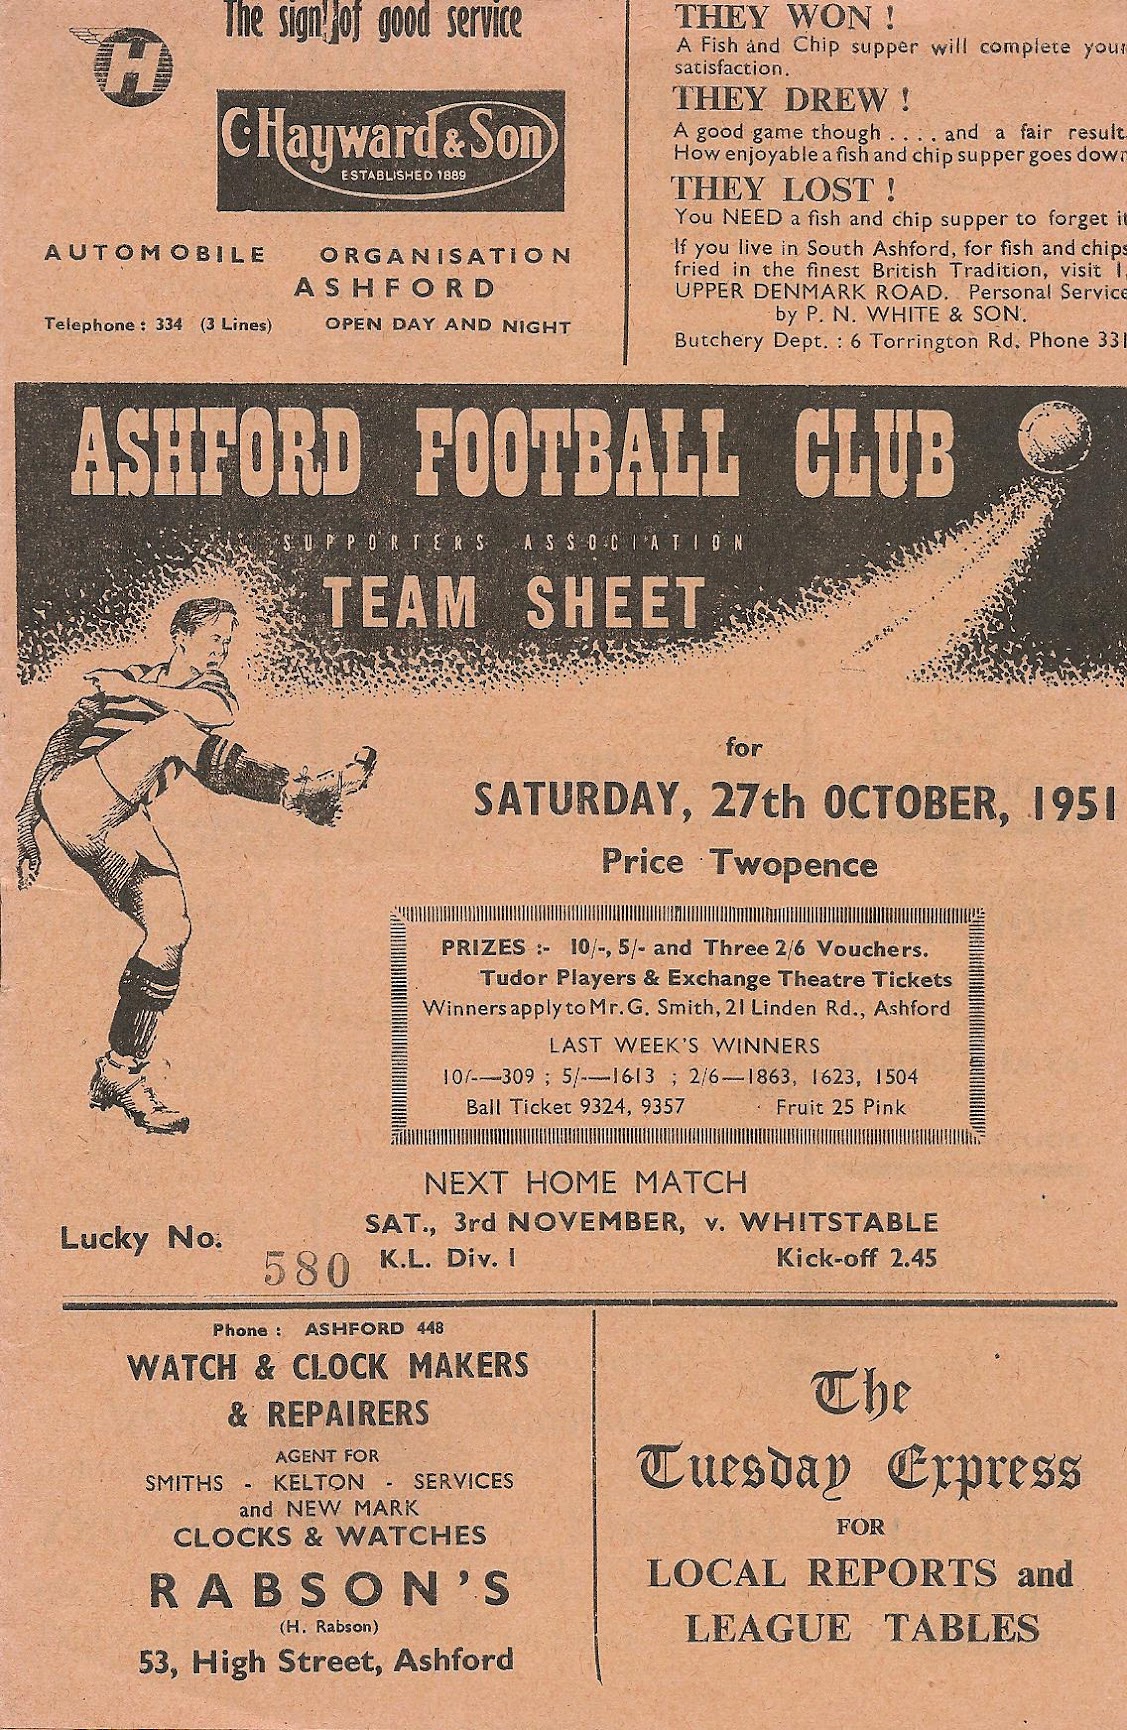 The sign of good service
H
C. Hayward & Son
ESTABLISHED 1889
AUTOMOBILE ORGANISATION
ASHFORD
Telephone : 334 (3 Lines) OPEN DAY AND NIGHT
THEY WON !
A Fish and Chip supper will complete your
satisfaction.
THEY DREW !
A good game though . . . . and a fair result.
How enjoyable a fish and chip supper goes down
THEY LOST !
You NEED a fish and chip supper to forget it
If you live in South Ashford, for fish and chips
fried in the finest British Tradition, visit 1,
UPPER DENMARK ROAD. Personal Service
by P. N. WHITE & SON.
Butchery Dept. : 6 Torrington Rd. Phone 331
ASHFORD FOOTBALL CLUB
SUPPORTERS ASSOCIATION
TEAM SHEET
for
SATURDAY, 27th OCTOBER, 1951
Price Twopence
PRIZES :- 10/-, 5/- and Three 2/6 Vouchers.
Tudor Players & Exchange Theatre Tickets
Winners apply to Mr. G. Smith, 21 Linden Rd., Ashford
LAST WEEK'S WINNERS
10/-—309 ; 5/-—1613 ; 2/6—1863, 1623, 1504
Ball Ticket 9324, 9357 Fruit 25 Pink
NEXT HOME MATCH
SAT., 3rd NOVEMBER, v. WHITSTABLE
K.L. Div. 1 Kick-off 2.45
Lucky No. 580
Phone : ASHFORD 448
WATCH & CLOCK MAKERS
& REPAIRERS
AGENT FOR
SMITHS - KELTON - SERVICES
and NEW MARK
CLOCKS & WATCHES
RABSON'S
(H. Rabson)
53, High Street, Ashford
The
Tuesday Express
FOR
LOCAL REPORTS and
LEAGUE TABLES